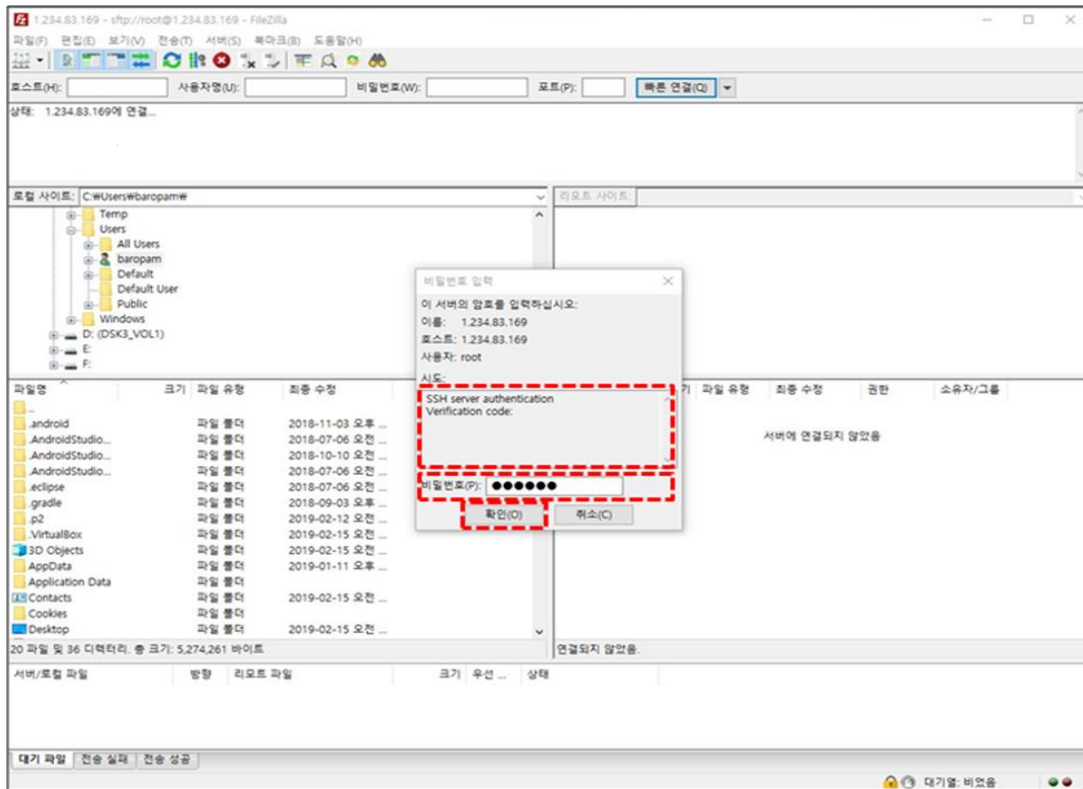 1.234.83.169 - sftp://root@1.234.83.169 - FileZilla
파일(F) 편집(E) 보기(V) 전송(T) 서버(S) 북마크(B) 도움말(H)
호스트(H): 사용자명(U): 비밀번호(W): 포트(P): 빠른 연결(Q)
상태: 1.234.83.169에 연결...
로컬 사이트: C:₩Users₩baropam₩
리모트 사이트:
Temp
Users
All Users
baropam
Default
Default User
Public
Windows
D: (DSK3_VOL1)
E:
F:
비밀번호 입력
이 서버의 암호를 입력하십시오:
이름: 1.234.83.169
호스트: 1.234.83.169
사용자: root
시도:
SSH server authentication
Verification code:
비밀번호(P): ●●●●●●
확인(O) 취소(C)
파일명 크기 파일 유형 최종 수정
..
.android 파일 폴더 2018-11-03 오후 ...
.AndroidStudio... 파일 폴더 2018-07-06 오전 ...
.AndroidStudio... 파일 폴더 2018-10-10 오전 ...
.AndroidStudio... 파일 폴더 2018-07-06 오전 ...
.eclipse 파일 폴더 2018-07-06 오전 ...
.gradle 파일 폴더 2018-09-03 오후 ...
.p2 파일 폴더 2019-02-12 오전 ...
.VirtualBox 파일 폴더 2019-02-15 오전 ...
3D Objects 파일 폴더 2019-02-15 오전 ...
AppData 파일 폴더 2019-01-11 오후 ...
Application Data 파일 폴더
Contacts 파일 폴더 2019-02-15 오전 ...
Cookies 파일 폴더
Desktop 파일 폴더 2019-02-15 오전 ...
20 파일 및 36 디렉터리. 총 크기: 5,274,261 바이트
파일 유형 최종 수정 권한 소유자/그룹
서버에 연결되지 않았음
연결되지 않았음.
서버/로컬 파일 방향 리모트 파일 크기 우선 ... 상태
대기 파일 전송 실패 전송 성공
대기열: 비었음